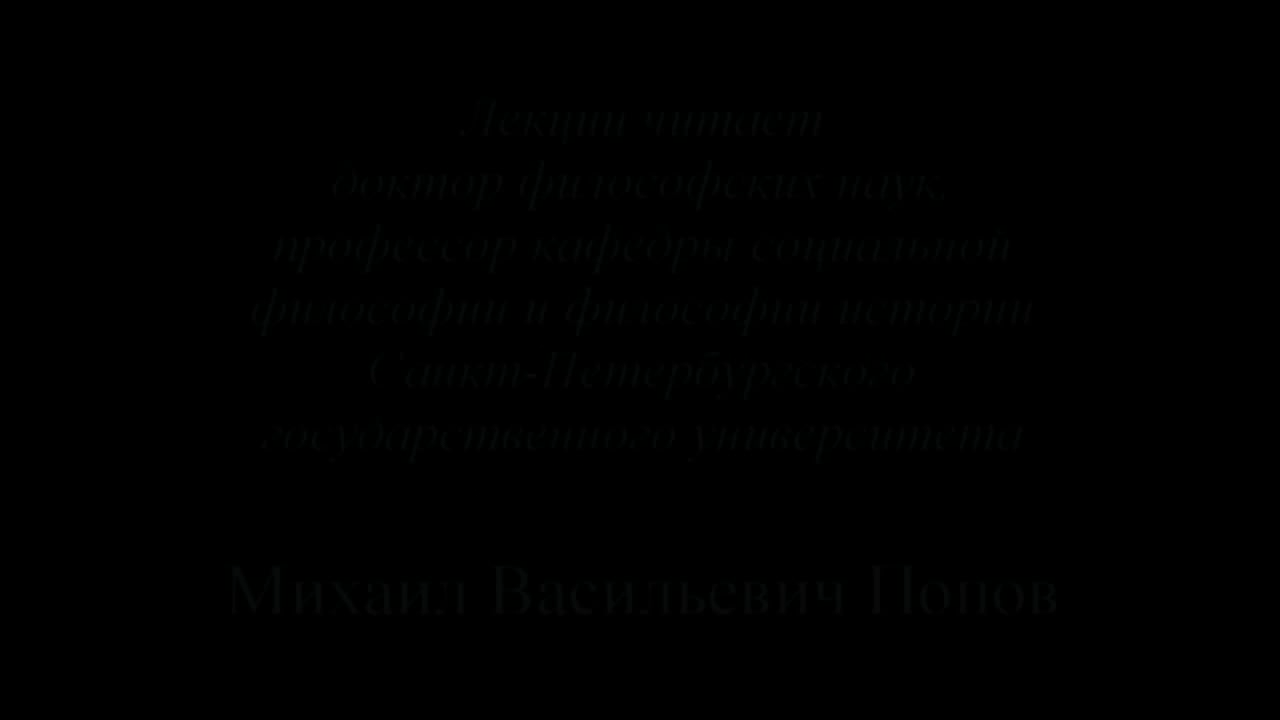 Лекции читает
доктор философских наук,
профессор кафедры социальной
философии и философии истории
Санкт-Петербургского
государственного университета
Михаил Васильевич Попов